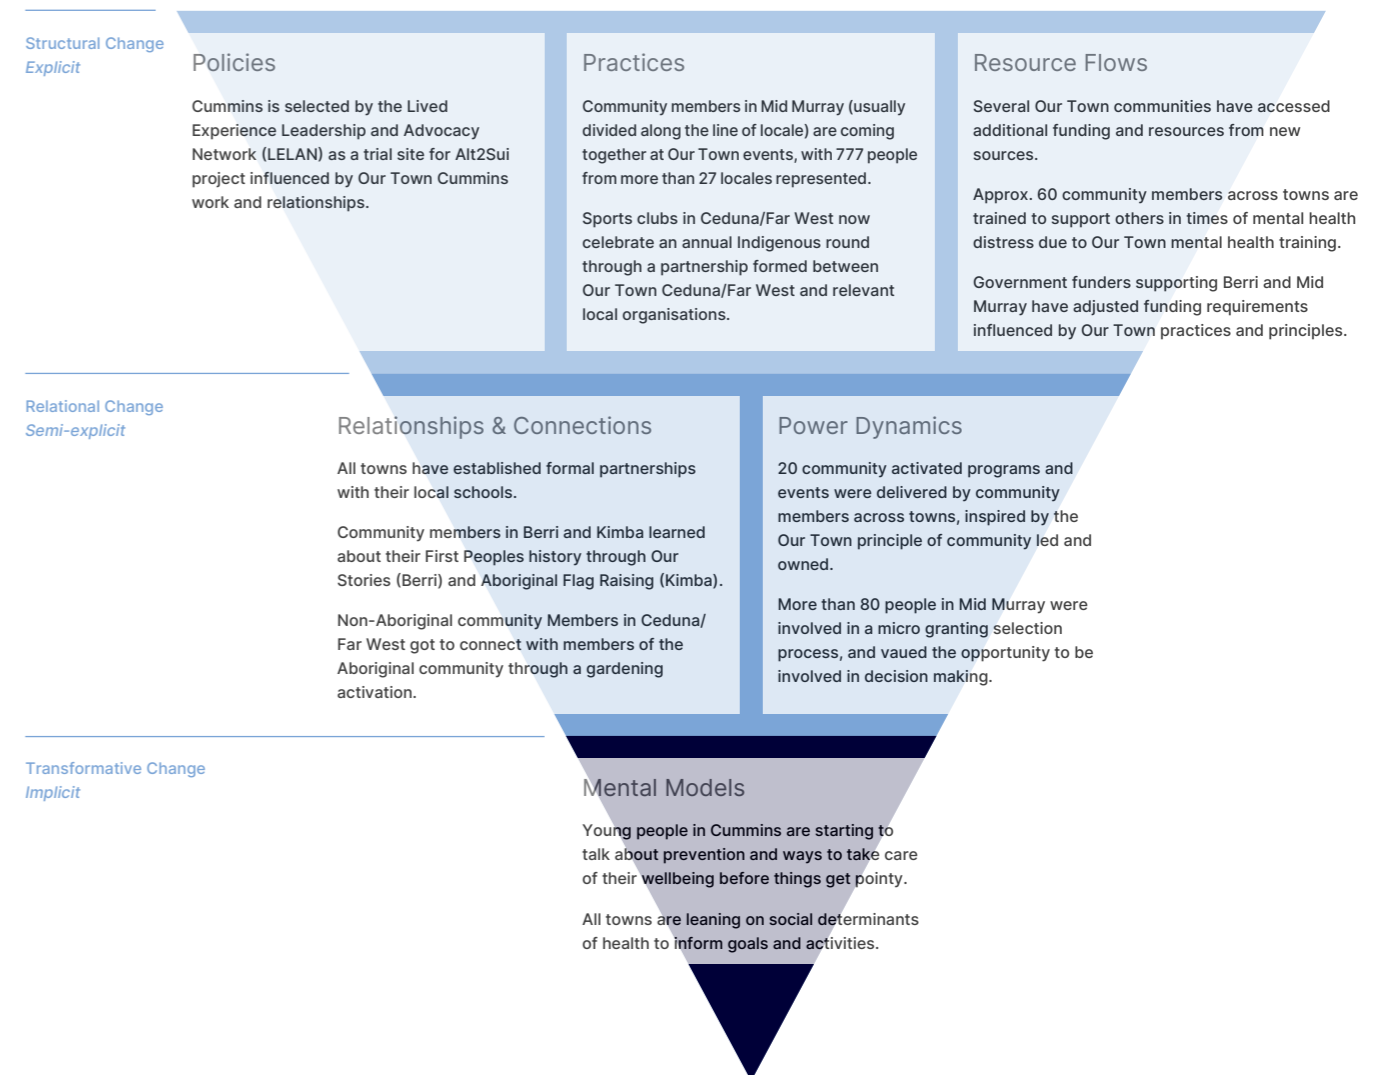 Structural Change
Explicit
Policies
Cummins is selected by the Lived
Experience Leadership and Advocacy
Network (LELAN) as a trial site for Alt2Sui
project influenced by Our Town Cummins
work and relationships.
Practices
Community members in Mid Murray (usually
divided along the line of locale) are coming
together at Our Town events, with 777 people
from more than 27 locales represented.
Sports clubs in Ceduna/Far West now
celebrate an annual Indigenous round
through a partnership formed between
Our Town Ceduna/Far West and relevant
local organisations.
Resource Flows
Several Our Town communities have accessed
additional funding and resources from new
sources.
Approx. 60 community members across towns are
trained to support others in times of mental health
distress due to Our Town mental health training.
Government funders supporting Berri and Mid
Murray have adjusted funding requirements
influenced by Our Town practices and principles.
Relational Change
Semi-explicit
Relationships & Connections
All towns have established formal partnerships
with their local schools.
Community members in Berri and Kimba learned
about their First Peoples history through Our
Stories (Berri) and Aboriginal Flag Raising (Kimba).
Non-Aboriginal community Members in Ceduna/
Far West got to connect with members of the
Aboriginal community through a gardening
activation.
Power Dynamics
20 community activated programs and
events were delivered by community
members across towns, inspired by the
Our Town principle of community led and
owned.
More than 80 people in Mid Murray were
involved in a micro granting selection
process, and vaued the opportunity to be
involved in decision making.
Transformative Change
Implicit
Mental Models
Young people in Cummins are starting to
talk about prevention and ways to take care
of their wellbeing before things get pointy.
All towns are leaning on social determinants
of health to inform goals and activities.